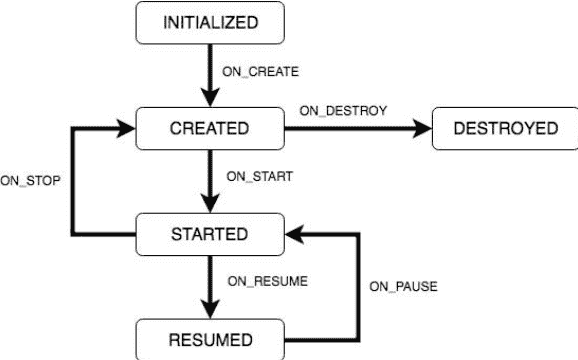 INITIALIZED
ON_CREATE
ON_DESTROY
CREATED
DESTROYED
ON_STOP
ON_START
STARTED
ON_RESUME
ON_PAUSE
RESUMED